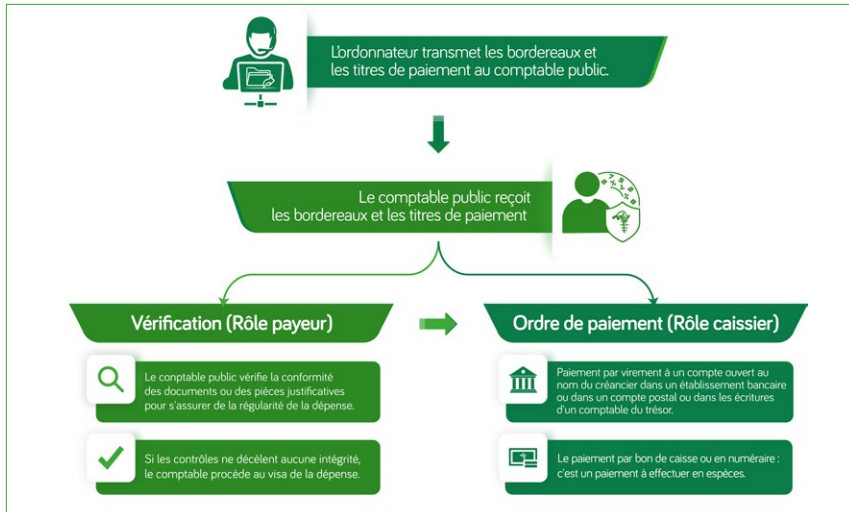 L'ordonnateur transmet les bordereaux et
les titres de paiement au comptable public.
Le comptable public reçoit
les bordereaux et les titres de paiement
Vérification (Rôle payeur)
Le conptable public vérifie la conformité
des documents ou des pièces justificatives
pour s'assurer de la régularité de la dépense.
Si les contrôles ne décèlent aucune intégrité,
le comptable procède au visa de la dépense.
Ordre de paiement (Rôle caissier)
Paiement par virement à un compte ouvert au
nom du créancier dans un établissement bancaire
ou dans un compte postal ou dans les écritures
d'un comptable du trésor.
Le paiement par bon de caisse ou en numéraire :
c'est un paiement à effectuer en espèces.